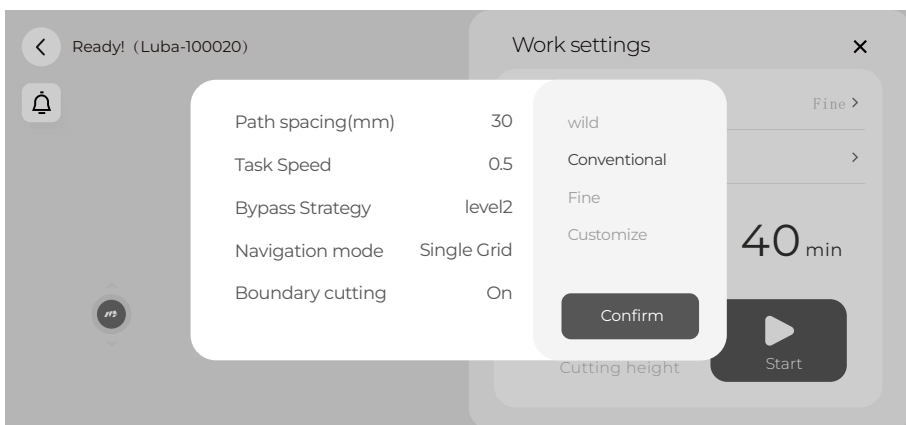 Ready!（Luba-100020）
Work settings
Fine
Path spacing(mm) 30
Task Speed 0.5
Bypass Strategy level2
Navigation mode Single Grid
Boundary cutting On
wild
Conventional
Fine
Customize
Confirm
40 min
Cutting height
Start